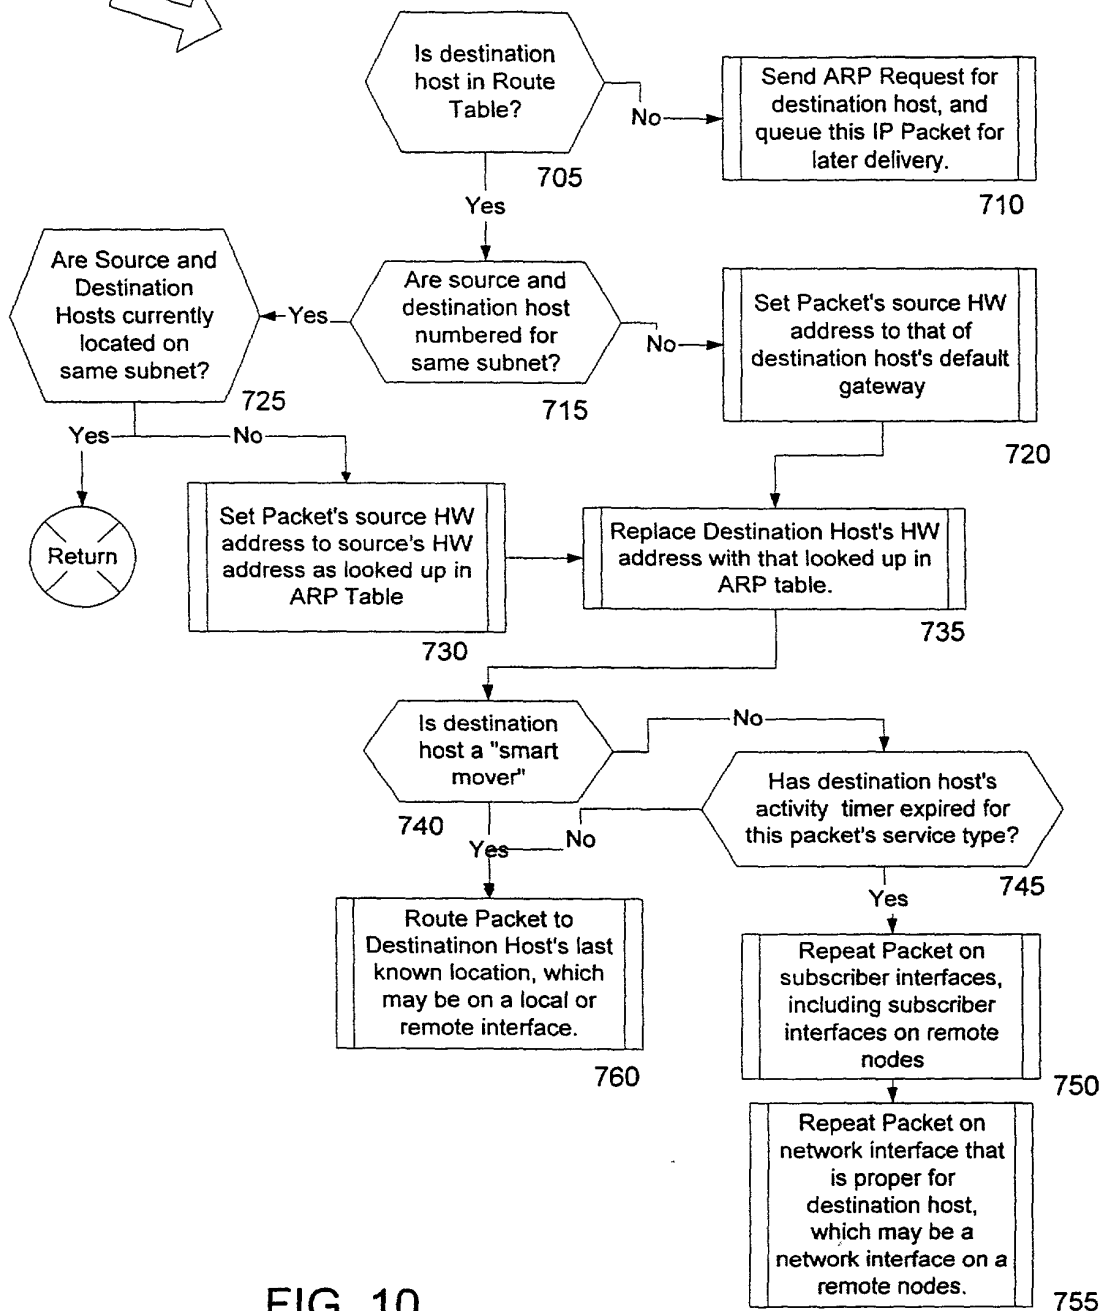 Is destination
host in Route
Table?
705
No
Send ARP Request for
destination host, and
queue this IP Packet for
later delivery.
710
Yes
Are Source and
Destination
Hosts currently
located on
same subnet?
725
Yes
Are source and
destination host
numbered for
same subnet?
715
No
Set Packet's source HW
address to that of
destination host's default
gateway
720
Yes
No
Return
Set Packet's source HW
address to source's HW
address as looked up in
ARP Table
730
Replace Destination Host's HW
address with that looked up in
ARP table.
735
Is destination
host a "smart
mover"
740
No
Has destination host's
activity timer expired for
this packet's service type?
745
Yes
No
Yes
Route Packet to
Destinatinon Host's last
known location, which
may be on a local or
remote interface.
760
Repeat Packet on
subscriber interfaces,
including subscriber
interfaces on remote
nodes
750
Repeat Packet on
network interface that
is proper for
destination host,
which may be a
network interface on a
remote nodes.
755
FIG. 10